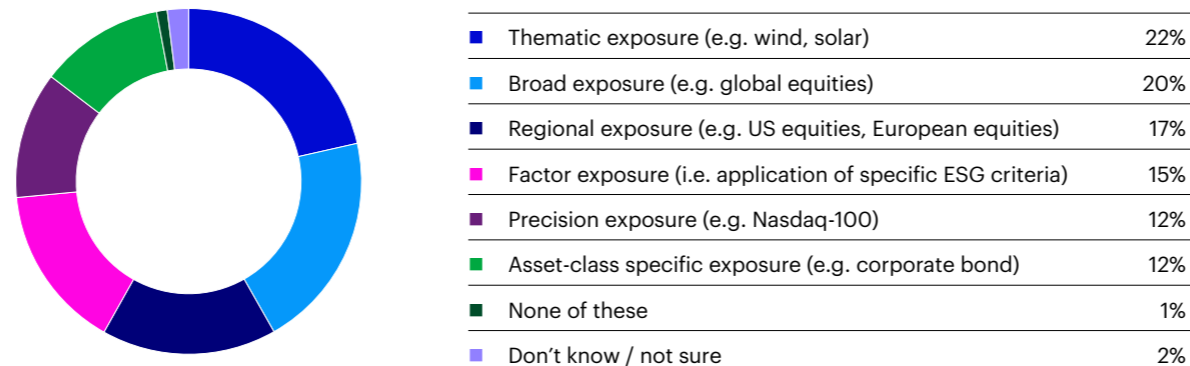 Thematic exposure (e.g. wind, solar) 22%
Broad exposure (e.g. global equities) 20%
Regional exposure (e.g. US equities, European equities) 17%
Factor exposure (i.e. application of specific ESG criteria) 15%
Precision exposure (e.g. Nasdaq-100) 12%
Asset-class specific exposure (e.g. corporate bond) 12%
None of these 1%
Don’t know / not sure 2%